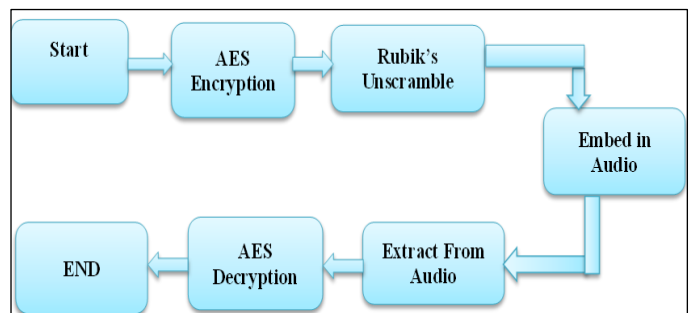 Start
AES
Encryption
Rubik's
Unscramble
Embed in
Audio
Extract From
Audio
AES
Decryption
END